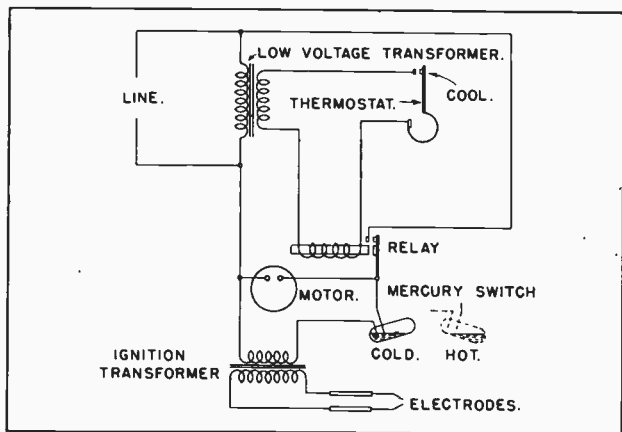 LOW VOLTAGE TRANSFORMER.
LINE.
THERMOSTAT.
COOL.
RELAY
MOTOR.
MERCURY SWITCH
COLD.
HOT.
IGNITION
TRANSFORMER
ELECTRODES.